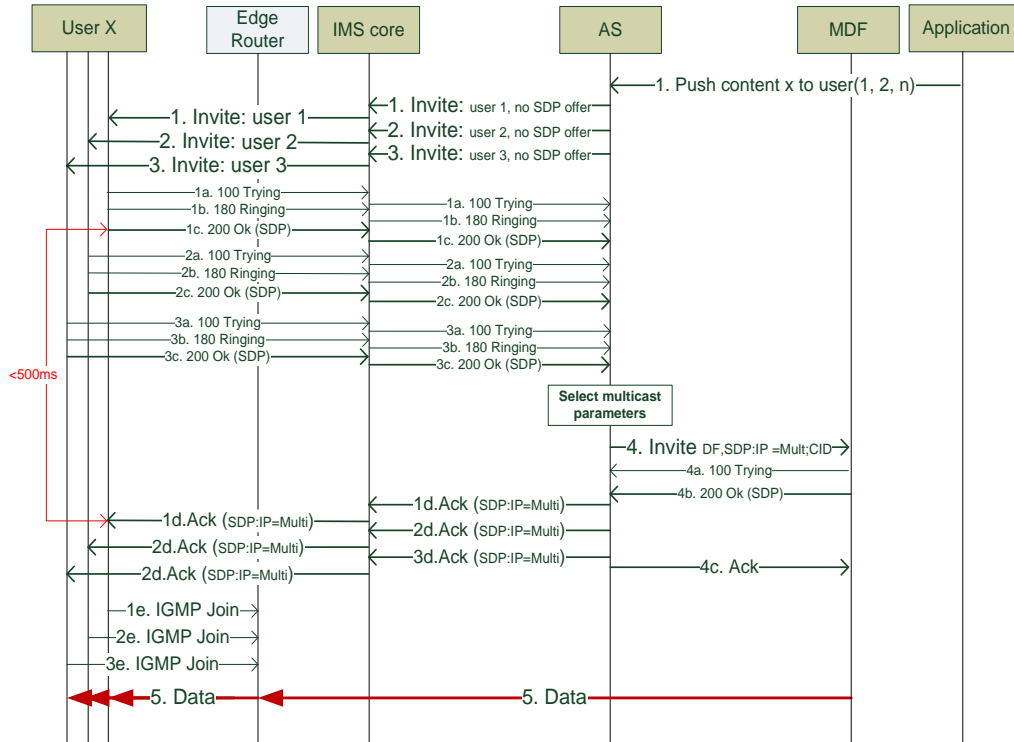 User X
Edge
Router
IMS core
AS
MDF
Application
1. Push content x to user(1, 2, n)
1. Invite: user 1, no SDP offer
1. Invite: user 1
2. Invite: user 2, no SDP offer
2. Invite: user 2
3. Invite: user 3, no SDP offer
3. Invite: user 3
1a. 100 Trying
1a. 100 Trying
1b. 180 Ringing
1b. 180 Ringing
1c. 200 Ok (SDP)
1c. 200 Ok (SDP)
2a. 100 Trying
2a. 100 Trying
2b. 180 Ringing
2b. 180 Ringing
2c. 200 Ok (SDP)
2c. 200 Ok (SDP)
3a. 100 Trying
3a. 100 Trying
3b. 180 Ringing
3b. 180 Ringing
3c. 200 Ok (SDP)
3c. 200 Ok (SDP)
<500ms
Select multicast
parameters
4. Invite DF,SDP:IP =Mult;CID
4a. 100 Trying
4b. 200 Ok (SDP)
1d.Ack (SDP:IP=Multi)
1d.Ack (SDP:IP=Multi)
2d.Ack (SDP:IP=Multi)
2d.Ack (SDP:IP=Multi)
3d.Ack (SDP:IP=Multi)
4c. Ack
2d.Ack (SDP:IP=Multi)
1e. IGMP Join
2e. IGMP Join
3e. IGMP Join
5. Data
5. Data